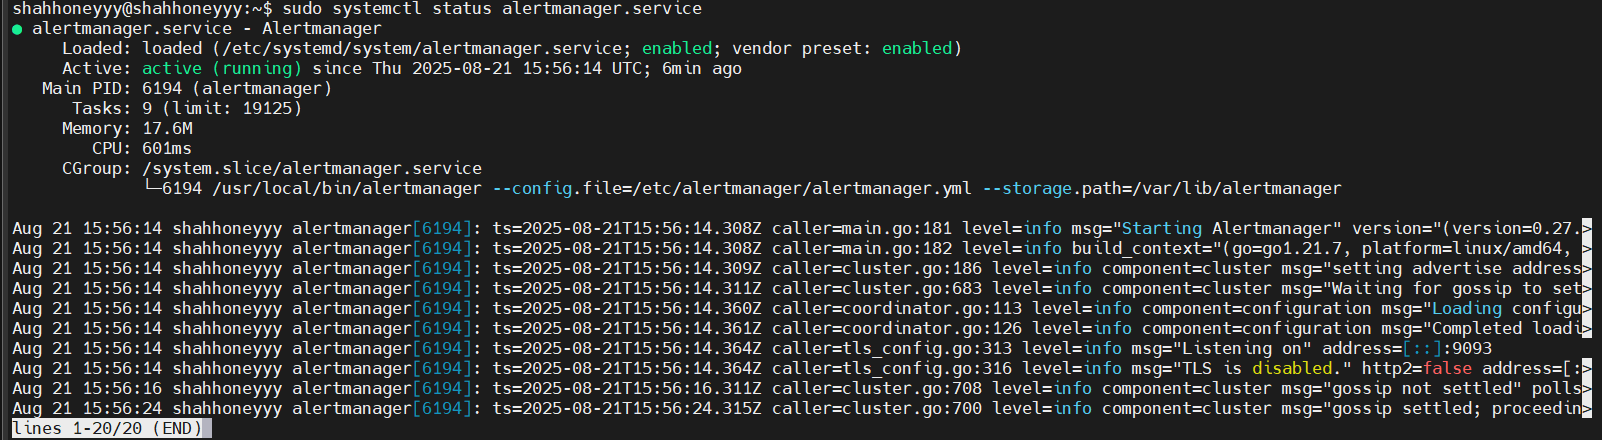 shahhoneyyy@shahhoneyyy:~$ sudo systemctl status alertmanager.service
● alertmanager.service - Alertmanager
     Loaded: loaded (/etc/systemd/system/alertmanager.service; enabled; vendor preset: enabled)
     Active: active (running) since Thu 2025-08-21 15:56:14 UTC; 6min ago
   Main PID: 6194 (alertmanager)
      Tasks: 9 (limit: 19125)
     Memory: 17.6M
        CPU: 601ms
     CGroup: /system.slice/alertmanager.service
             └─6194 /usr/local/bin/alertmanager --config.file=/etc/alertmanager/alertmanager.yml --storage.path=/var/lib/alertmanager

Aug 21 15:56:14 shahhoneyyy alertmanager[6194]: ts=2025-08-21T15:56:14.308Z caller=main.go:181 level=info msg="Starting Alertmanager" version="(version=0.27.>
Aug 21 15:56:14 shahhoneyyy alertmanager[6194]: ts=2025-08-21T15:56:14.308Z caller=main.go:182 level=info build_context="(go=go1.21.7, platform=linux/amd64, >
Aug 21 15:56:14 shahhoneyyy alertmanager[6194]: ts=2025-08-21T15:56:14.309Z caller=cluster.go:186 level=info component=cluster msg="setting advertise address>
Aug 21 15:56:14 shahhoneyyy alertmanager[6194]: ts=2025-08-21T15:56:14.311Z caller=cluster.go:683 level=info component=cluster msg="Waiting for gossip to set>
Aug 21 15:56:14 shahhoneyyy alertmanager[6194]: ts=2025-08-21T15:56:14.360Z caller=coordinator.go:113 level=info component=configuration msg="Loading configu>
Aug 21 15:56:14 shahhoneyyy alertmanager[6194]: ts=2025-08-21T15:56:14.361Z caller=coordinator.go:126 level=info component=configuration msg="Completed loadi>
Aug 21 15:56:14 shahhoneyyy alertmanager[6194]: ts=2025-08-21T15:56:14.364Z caller=tls_config.go:313 level=info msg="Listening on" address=[::]:9093
Aug 21 15:56:14 shahhoneyyy alertmanager[6194]: ts=2025-08-21T15:56:14.364Z caller=tls_config.go:316 level=info msg="TLS is disabled." http2=false address=[:>
Aug 21 15:56:16 shahhoneyyy alertmanager[6194]: ts=2025-08-21T15:56:16.311Z caller=cluster.go:708 level=info component=cluster msg="gossip not settled" polls>
Aug 21 15:56:24 shahhoneyyy alertmanager[6194]: ts=2025-08-21T15:56:24.315Z caller=cluster.go:700 level=info component=cluster msg="gossip settled; proceedin>
lines 1-20/20 (END)